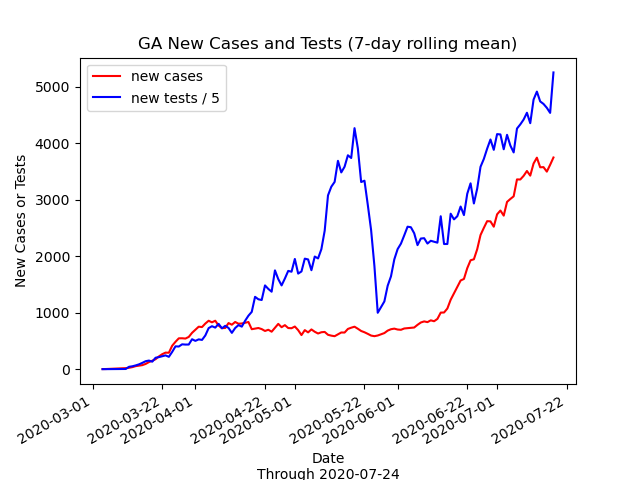 GA New Cases and Tests (7-day rolling mean)
new cases
new tests / 5
New Cases or Tests
5000
4000
3000
2000
1000
0
2020-03-01
2020-03-22
2020-04-01
2020-04-22
2020-05-01
2020-05-22
2020-06-01
2020-06-22
2020-07-01
2020-07-22
Date
Through 2020-07-24